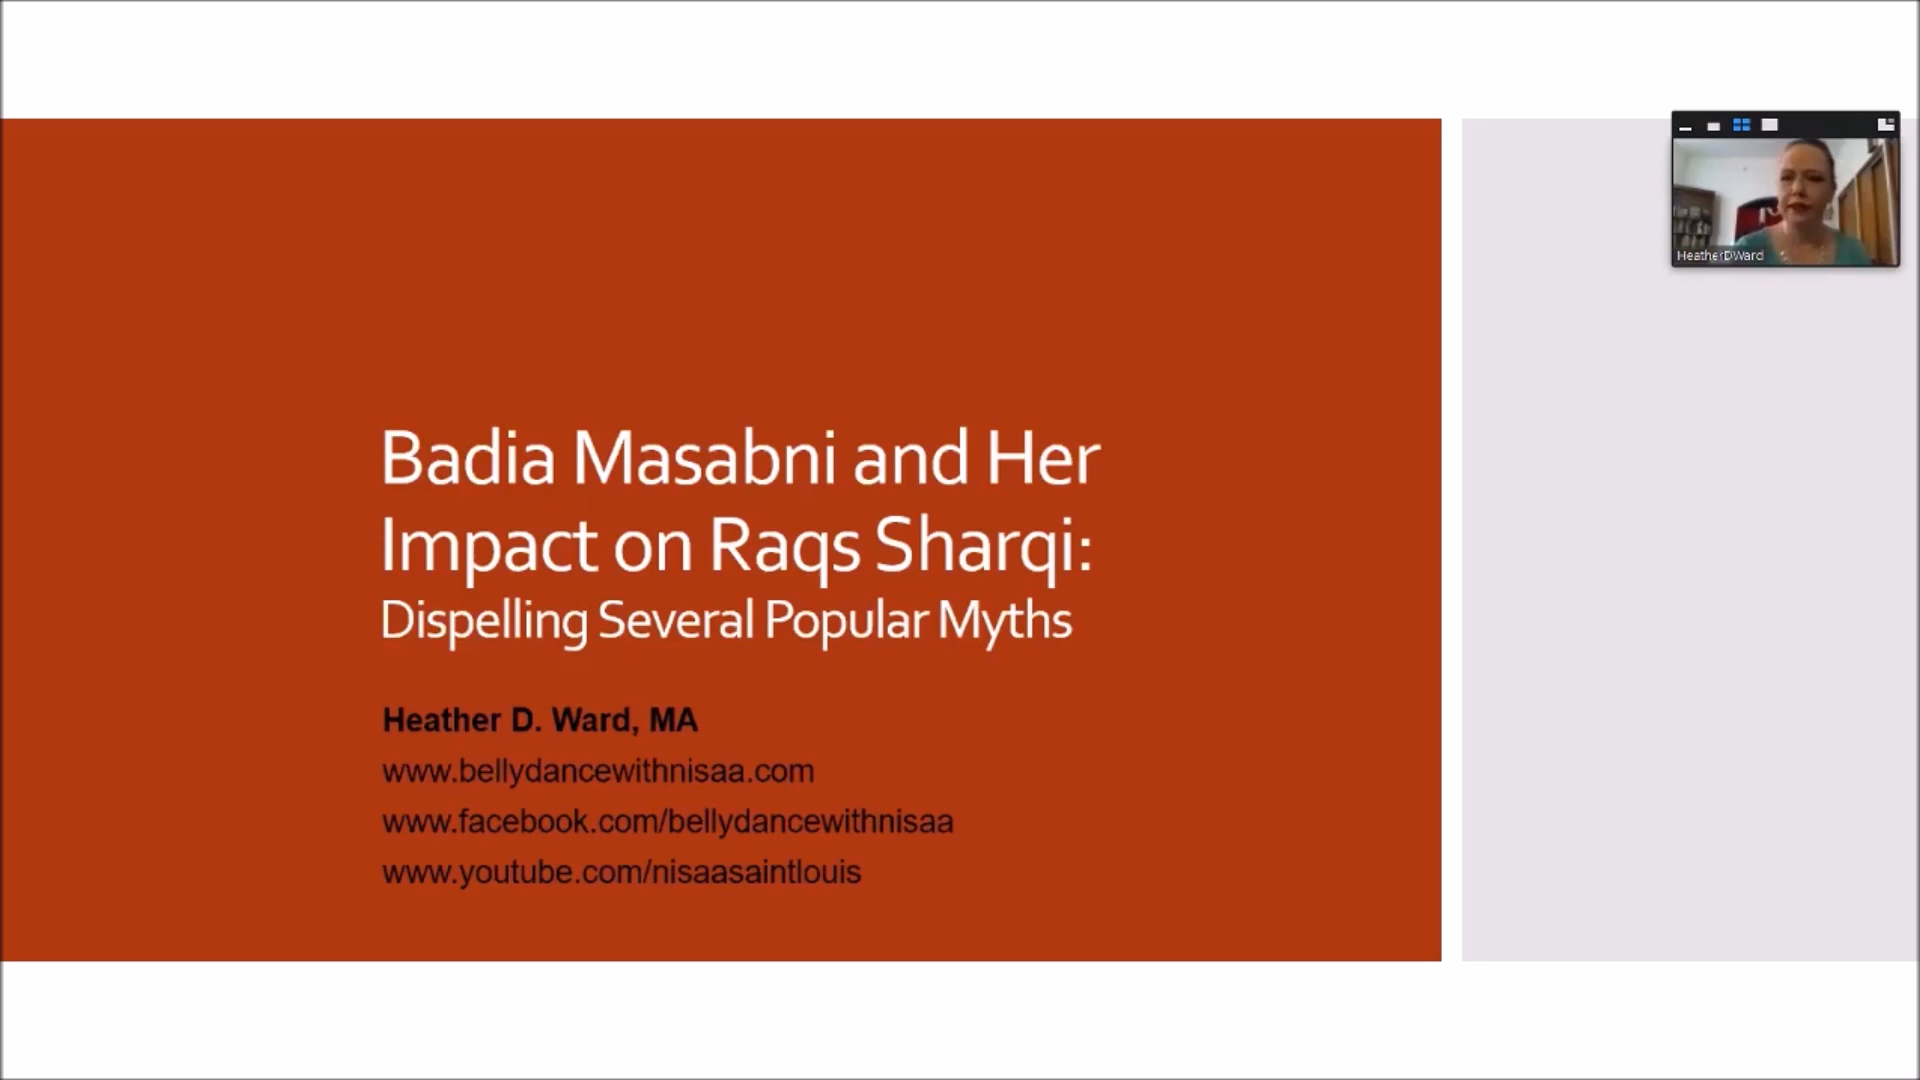 Badia Masabni and Her
Impact on Raqs Sharqi:
Dispelling Several Popular Myths
Heather D. Ward, MA
www.bellydancewithnisaa.com
www.facebook.com/bellydancewithnisaa
www.youtube.com/nisaasaintlouis
HeatherDWard